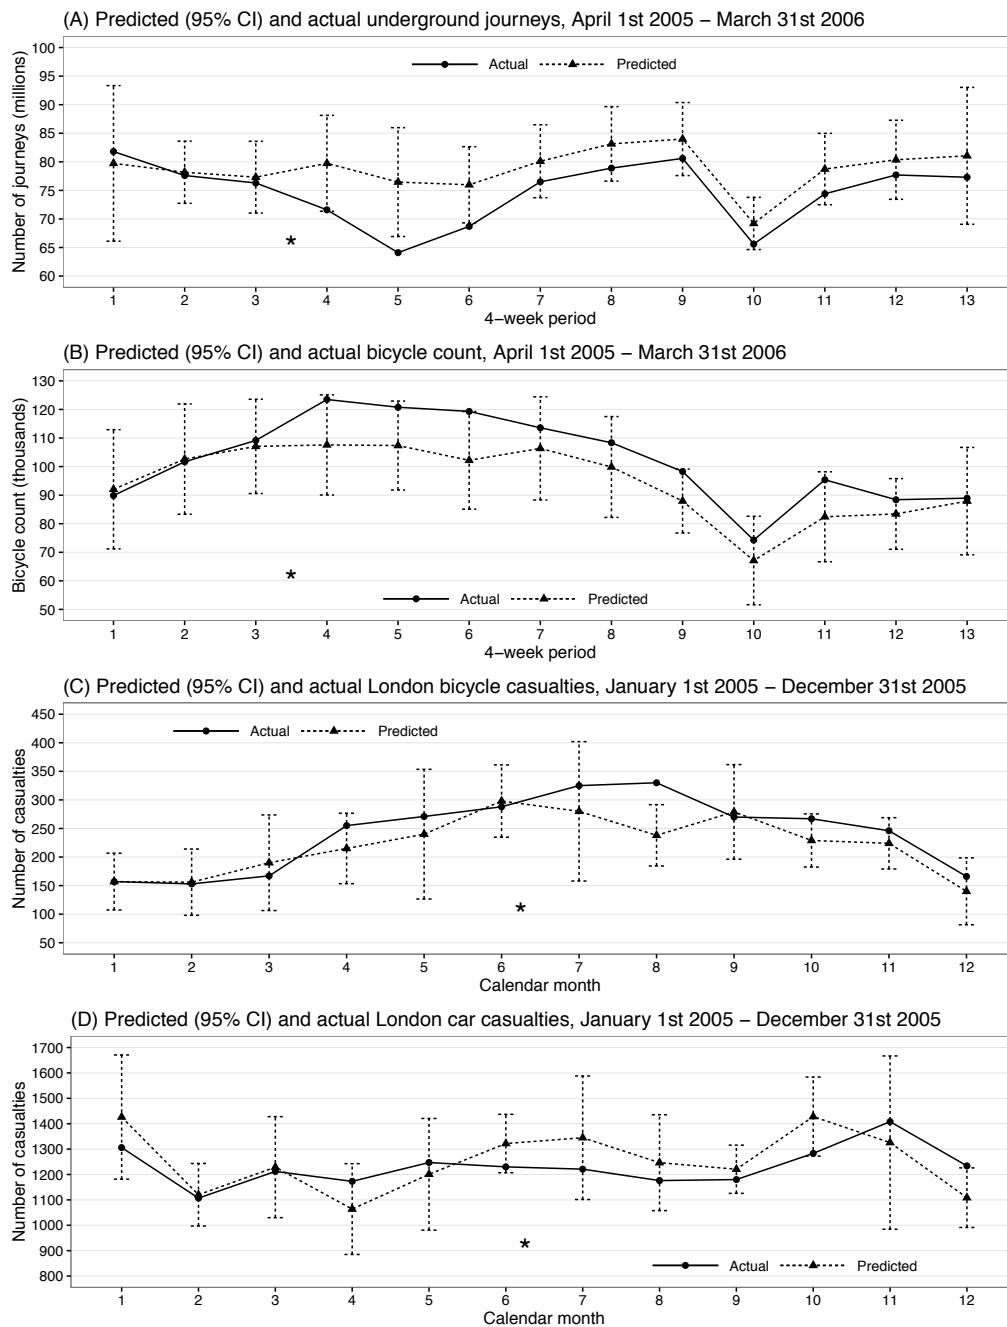 (A) Predicted (95% CI) and actual underground journeys, April 1st 2005 − March 31st 2006
Number of journeys (millions)
100
95
90
85
80
75
70
65
60
Actual Predicted
*
1 2 3 4 5 6 7 8 9 10 11 12 13
4−week period
(B) Predicted (95% CI) and actual bicycle count, April 1st 2005 − March 31st 2006
Bicycle count (thousands)
130
120
110
100
90
80
70
60
50
*
Actual Predicted
1 2 3 4 5 6 7 8 9 10 11 12 13
4−week period
(C) Predicted (95% CI) and actual London bicycle casualties, January 1st 2005 − December 31st 2005
Number of casualties
450
400
350
300
250
200
150
100
50
Actual Predicted
*
1 2 3 4 5 6 7 8 9 10 11 12
Calendar month
(D) Predicted (95% CI) and actual London car casualties, January 1st 2005 − December 31st 2005
Number of casualties
1700
1600
1500
1400
1300
1200
1100
1000
900
800
*
Actual Predicted
1 2 3 4 5 6 7 8 9 10 11 12
Calendar month